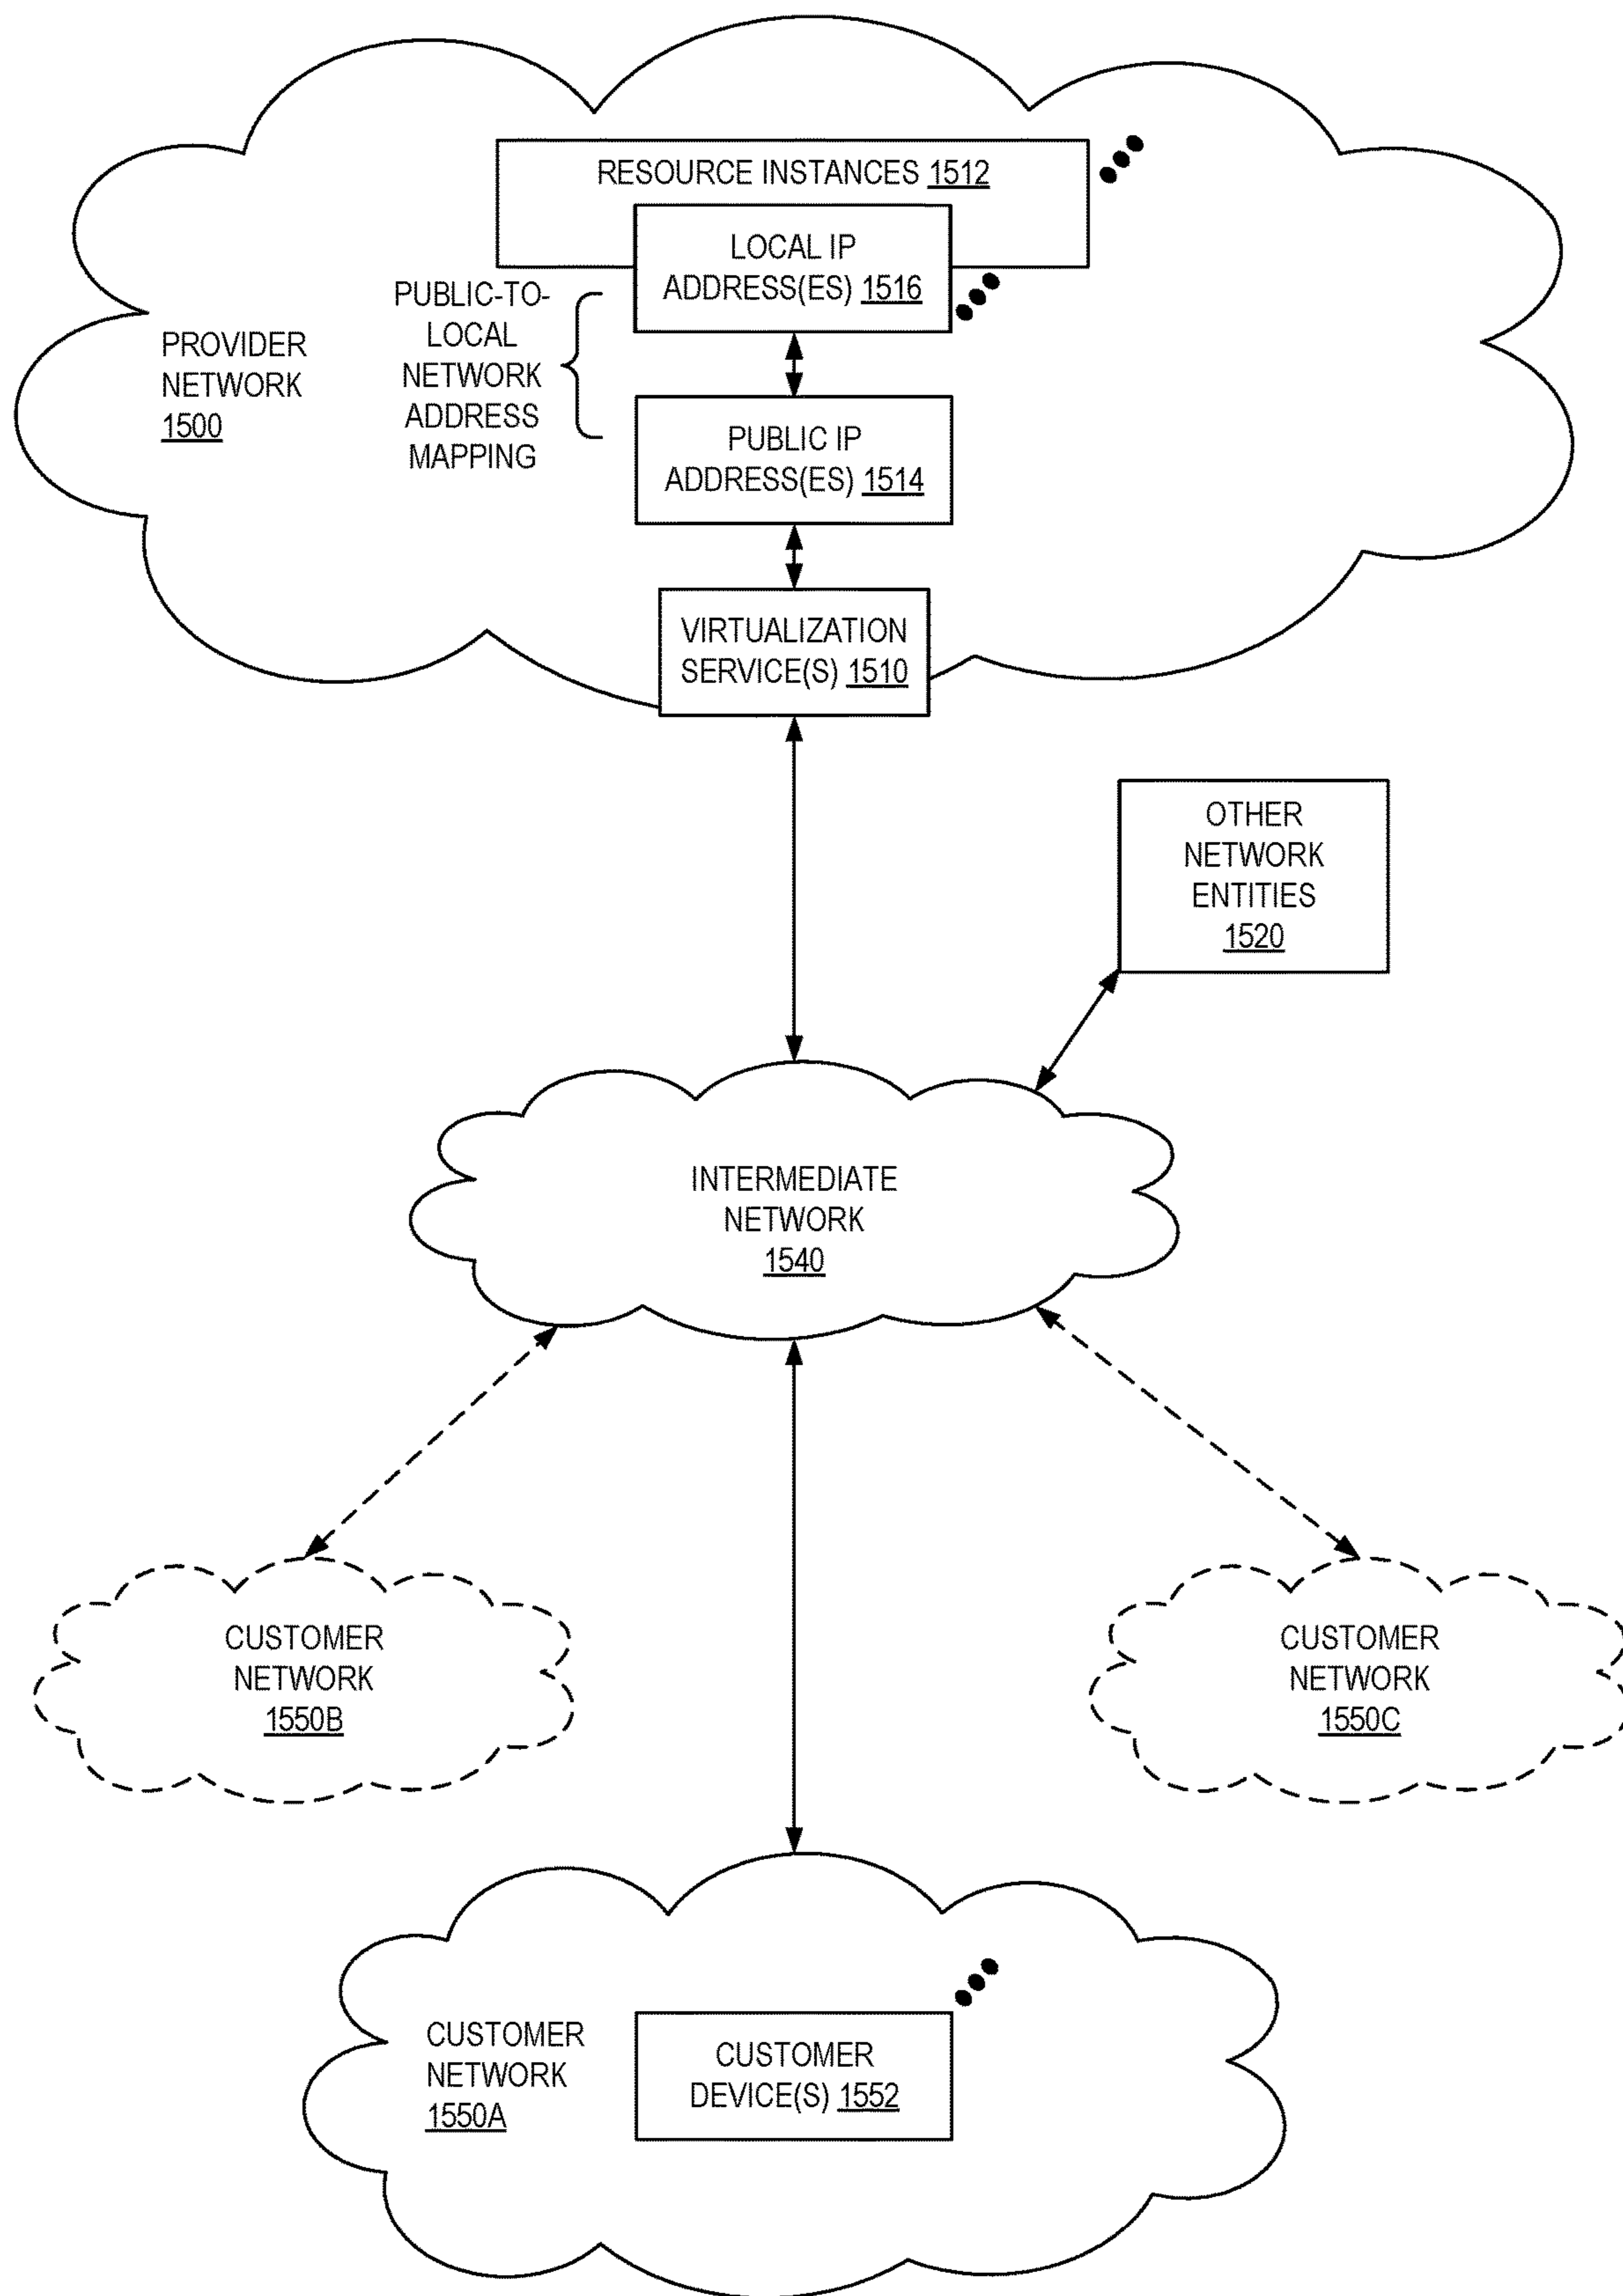 RESOURCE INSTANCES 1512
LOCAL IP
ADDRESS(ES) 1516
PUBLIC-TO-
LOCAL
NETWORK
ADDRESS
MAPPING
PROVIDER
NETWORK
1500
PUBLIC IP
ADDRESS(ES) 1514
VIRTUALIZATION
SERVICE(S) 1510
OTHER
NETWORK
ENTITIES
1520
INTERMEDIATE
NETWORK
1540
CUSTOMER
NETWORK
1550B
CUSTOMER
NETWORK
1550C
CUSTOMER
NETWORK
1550A
CUSTOMER
DEVICE(S) 1552